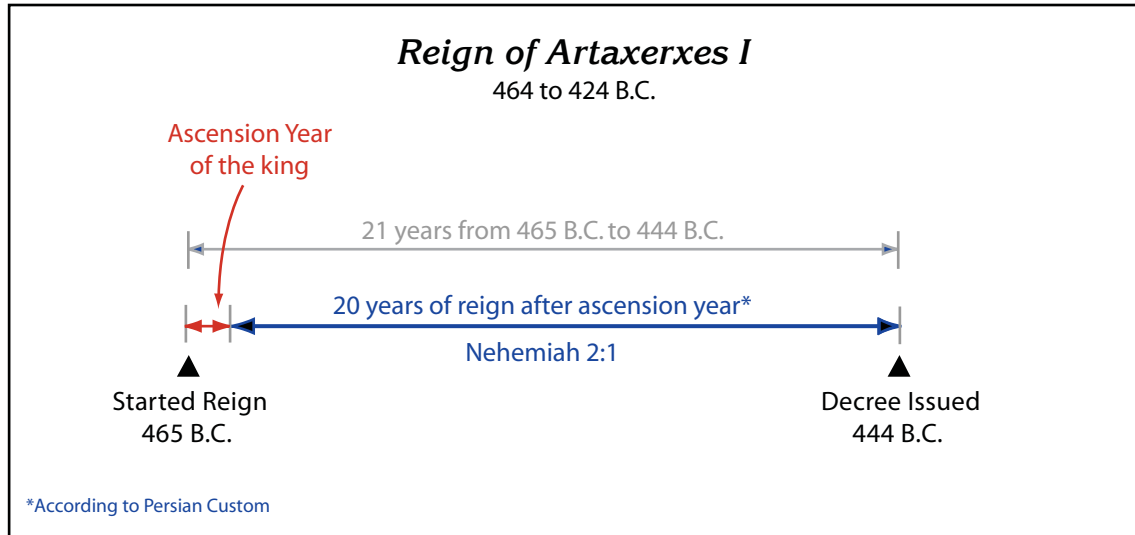 Reign of Artaxerxes I
464 to 424 B.C.
Ascension Year
of the king
21 years from 465 B.C. to 444 B.C.
20 years of reign after ascension year*
Nehemiah 2:1
Started Reign
465 B.C.
Decree Issued
444 B.C.
*According to Persian Custom